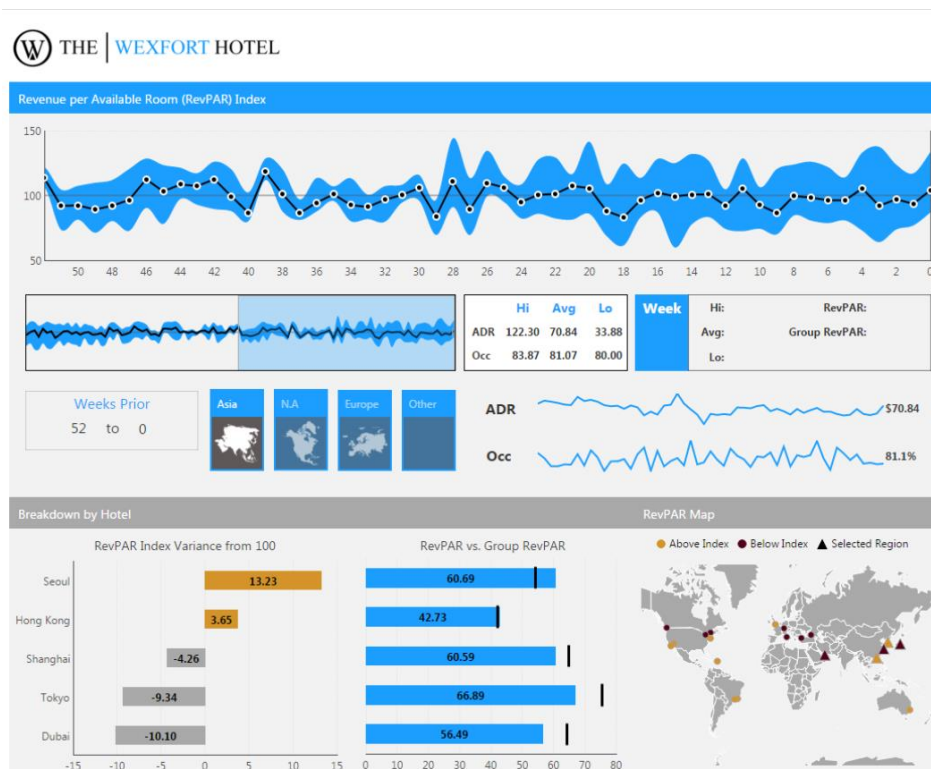 W THE | WEXFORT HOTEL
Revenue per Available Room (RevPAR) Index
150
100
50
50 48 46 44 42 40 38 36 34 32 30 28 26 24 22 20 18 16 14 12 10 8 6 4 2 0
Hi Avg Lo
ADR 122.30 70.84 33.88
Occ 83.87 81.07 80.00
Week
Hi: RevPAR:
Avg: Group RevPAR:
Lo:
Weeks Prior
52 to 0
Asia N.A Europe Other
ADR $70.84
Occ 81.1%
Breakdown by Hotel
RevPAR Index Variance from 100
Seoul 13.23
Hong Kong 3.65
Shanghai -4.26
Tokyo -9.34
Dubai -10.10
-15 -10 -5 0 5 10 15
RevPAR vs. Group RevPAR
60.69
42.73
60.59
66.89
56.49
0 10 20 30 40 50 60 70 80
RevPAR Map
Above Index Below Index Selected Region